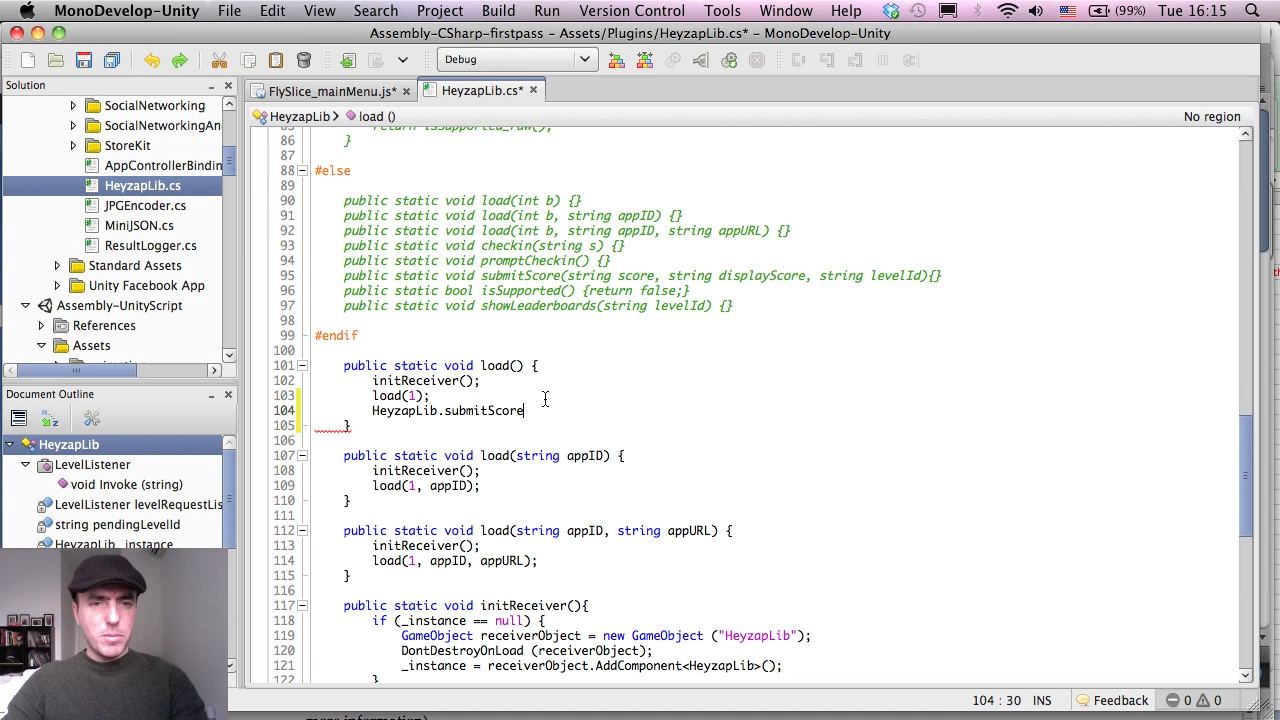 MonoDevelop-Unity File Edit View Search Project Build Run Version Control Tools Window Help (99%) Tue 16:15
Assembly-CSharp-firstpass – Assets/Plugins/HeyzapLib.cs* – MonoDevelop-Unity
Debug
Solution
SocialNetworking
SocialNetworkingAn
StoreKit
AppControllerBindin
HeyzapLib.cs
JPGEncoder.cs
MiniJSON.cs
ResultLogger.cs
Standard Assets
Unity Facebook App
Assembly-UnityScript
References
Assets
Document Outline
HeyzapLib
LevelListener
void Invoke (string)
LevelListener levelRequestLis
string pendingLevelId
HeyzapLib _instance
FlySlice_mainMenu.js*
HeyzapLib.cs*
HeyzapLib load () No region
85 return isSupported_raw();
86 }
87
88 #else
89
90 public static void load(int b) {}
91 public static void load(int b, string appID) {}
92 public static void load(int b, string appID, string appURL) {}
93 public static void checkin(string s) {}
94 public static void promptCheckin() {}
95 public static void submitScore(string score, string displayScore, string levelId){}
96 public static bool isSupported() {return false;}
97 public static void showLeaderboards(string levelId) {}
98
99 #endif
100
101 public static void load() {
102 initReceiver();
103 load(1);
104 HeyzapLib.submitScore
105 }
106
107 public static void load(string appID) {
108 initReceiver();
109 load(1, appID);
110 }
111
112 public static void load(string appID, string appURL) {
113 initReceiver();
114 load(1, appID, appURL);
115 }
116
117 public static void initReceiver(){
118 if (_instance == null) {
119 GameObject receiverObject = new GameObject ("HeyzapLib");
120 DontDestroyOnLoad (receiverObject);
121 _instance = receiverObject.AddComponent<HeyzapLib>();
122 }
104 : 30 INS Feedback 0 0
more information)